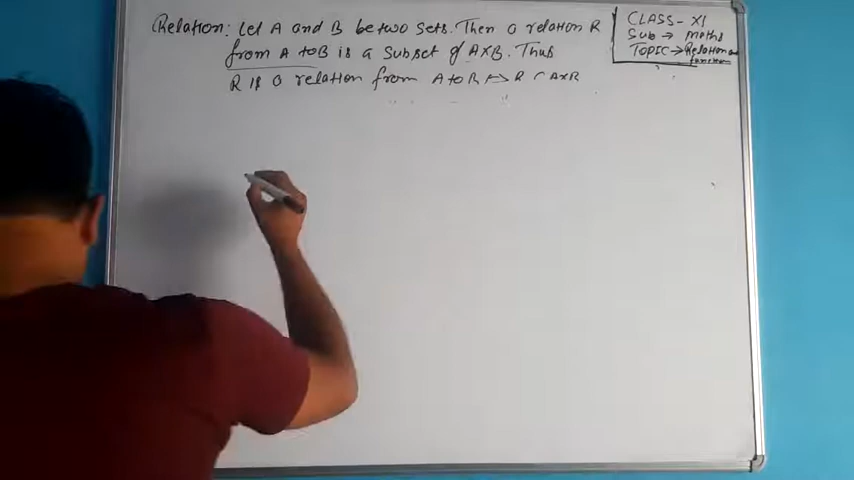 Relation: Let A and B be two sets. Then a relation R
from A to B is a subset of A×B. Thus
R is a relation from A to B ⇔ R ⊂ A×B
CLASS- XI
Sub → Maths
Topic → Relation
function